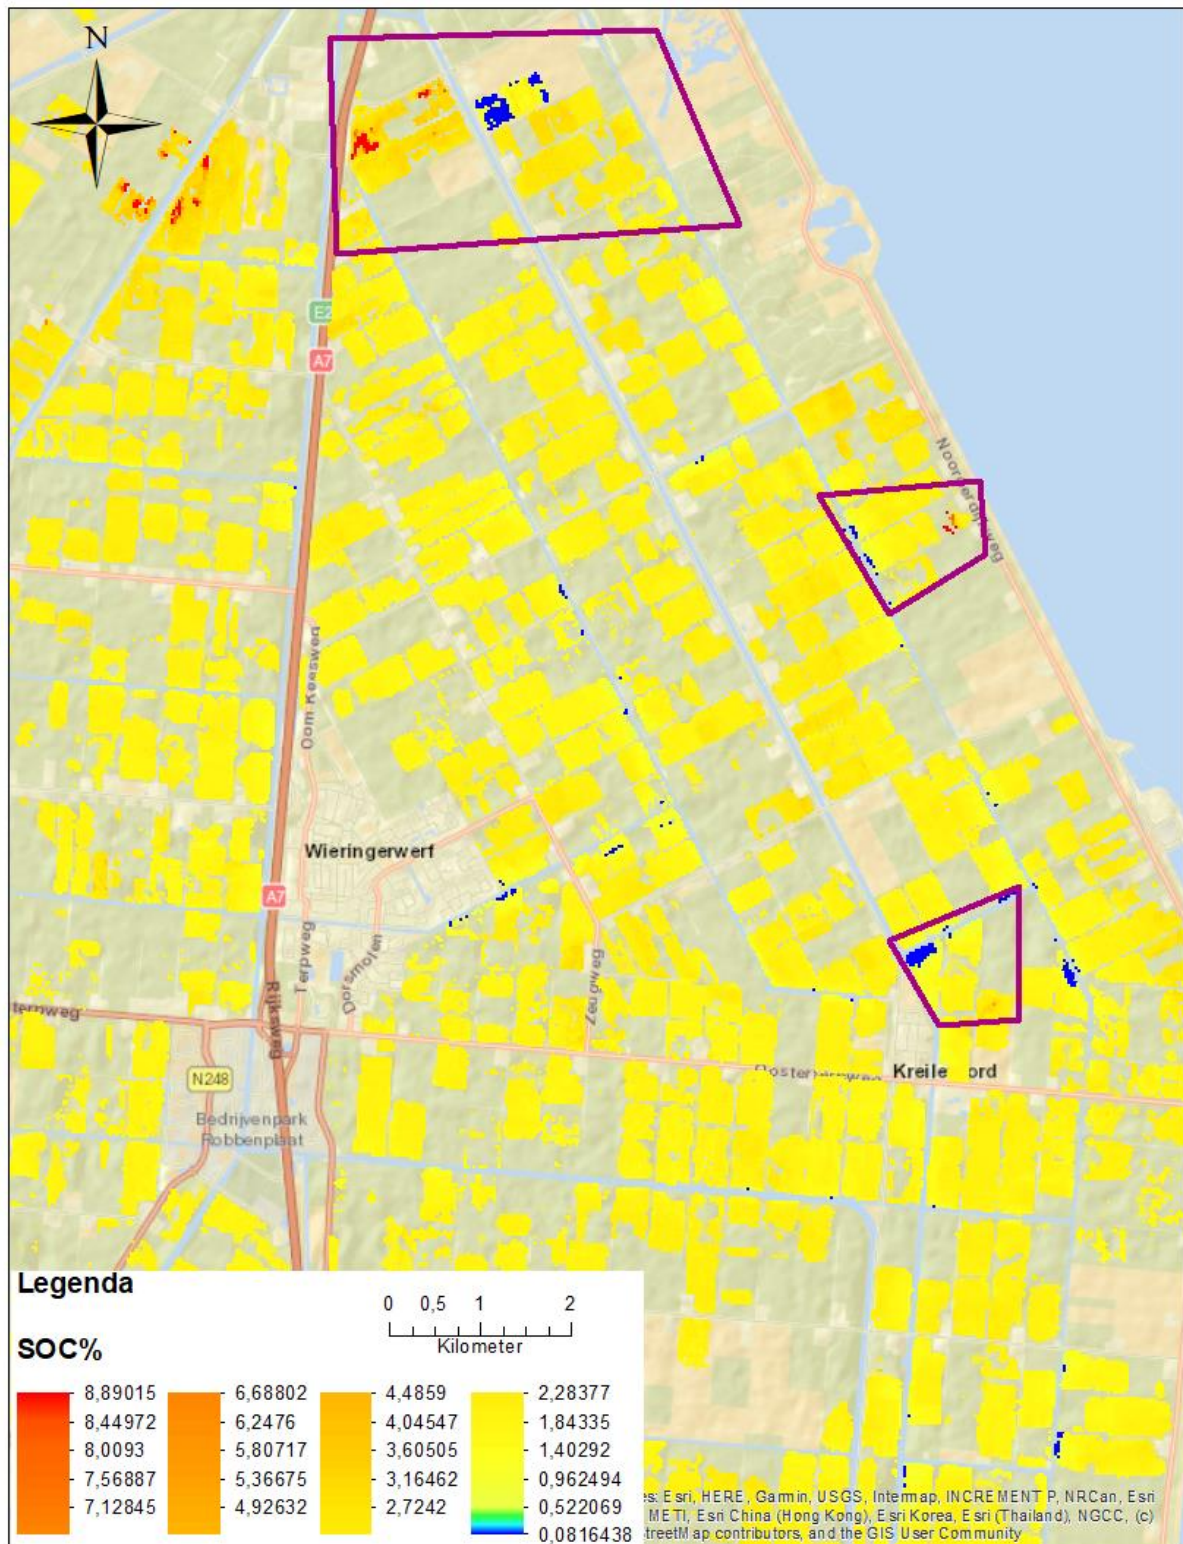 N
E2
A7
Noorderdijkweg
Oom Keesweg
Wieringerwerf
A7
Terpweg
Dorsmolen
Zeugweg
Rijksweg
terpweg
N248
Kreile ord
Bedrijvenpark
Robbenplaat
Legenda
0 0,5 1 2
Kilometer
SOC%
8,89015 6,68802 4,4859 2,28377
8,44972 6,2476 4,04547 1,84335
8,0093 5,80717 3,60505 1,40292
7,56887 5,36675 3,16462 0,962494
7,12845 4,92632 2,7242 0,522069
0,0816438
es: Esri, HERE, Garmin, USGS, Intermap, INCREMENT P, NRCan, Esri
METI, Esri China (Hong Kong), Esri Korea, Esri (Thailand), NGCC, (c)
StreetMap contributors, and the GIS User Community